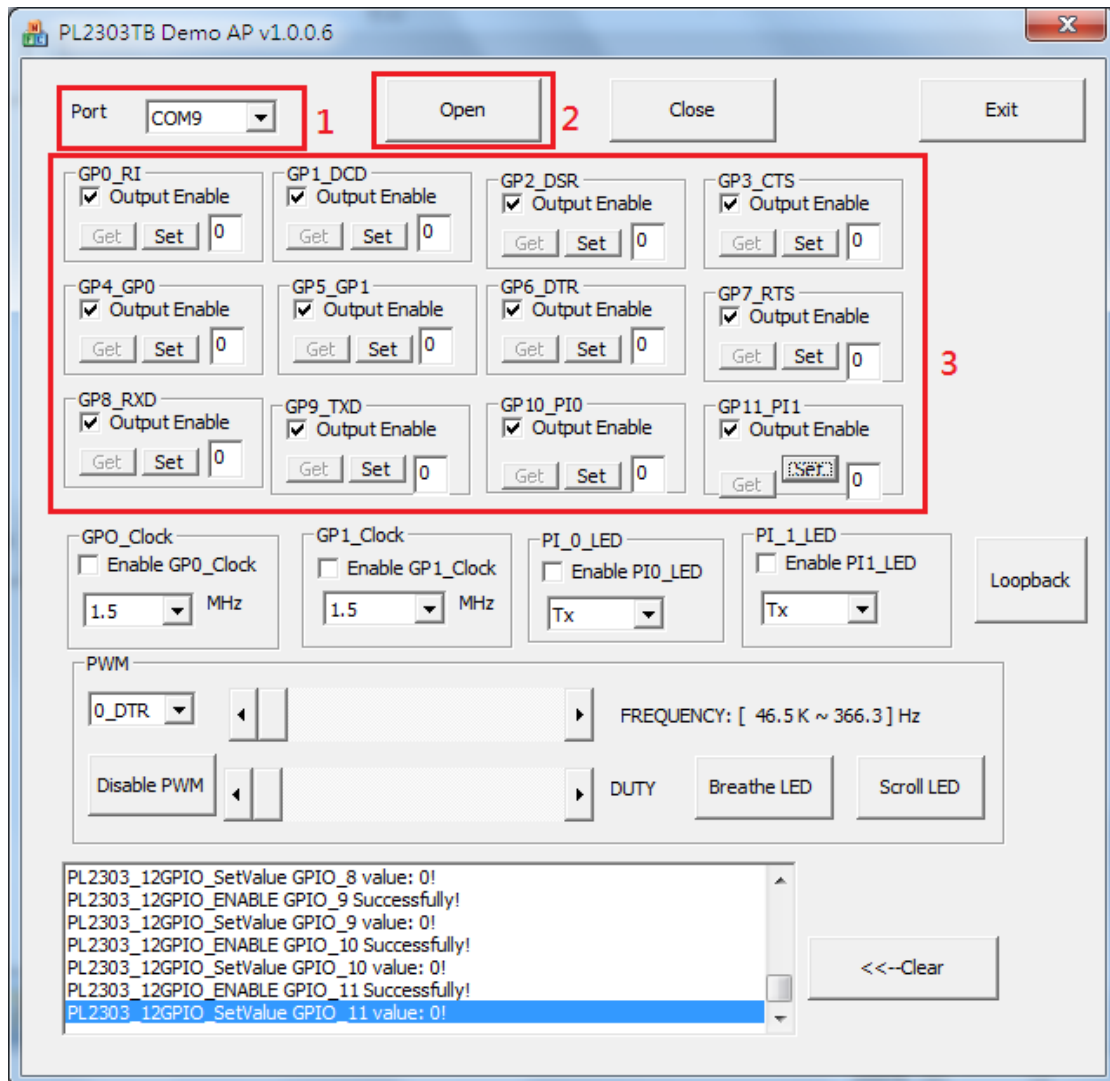 PL2303TB Demo AP v1.0.0.6
Port COM9 1 Open 2 Close Exit
GP0_RI GP1_DCD GP2_DSR GP3_CTS
Output Enable Output Enable Output Enable Output Enable
Get Set 0 Get Set 0 Get Set 0 Get Set 0
GP4_GP0 GP5_GP1 GP6_DTR GP7_RTS
Output Enable Output Enable Output Enable Output Enable
Get Set 0 Get Set 0 Get Set 0 Get Set 0
3
GP8_RXD GP9_TXD GP10_PI0 GP11_PI1
Output Enable Output Enable Output Enable Output Enable
Get Set 0 Get Set 0 Get Set 0 Get Set 0
GPO_Clock GP1_Clock PI_0_LED PI_1_LED
Enable GP0_Clock Enable GP1_Clock Enable PI0_LED Enable PI1_LED
1.5 MHz 1.5 MHz Tx Tx Loopback
PWM
0_DTR FREQUENCY: [ 46.5 K ~ 366.3 ] Hz
Disable PWM DUTY Breathe LED Scroll LED
PL2303_12GPIO_SetValue GPIO_8 value: 0!
PL2303_12GPIO_ENABLE GPIO_9 Successfully!
PL2303_12GPIO_SetValue GPIO_9 value: 0!
PL2303_12GPIO_ENABLE GPIO_10 Successfully!
PL2303_12GPIO_SetValue GPIO_10 value: 0!
PL2303_12GPIO_ENABLE GPIO_11 Successfully!
PL2303_12GPIO_SetValue GPIO_11 value: 0!
<<--Clear